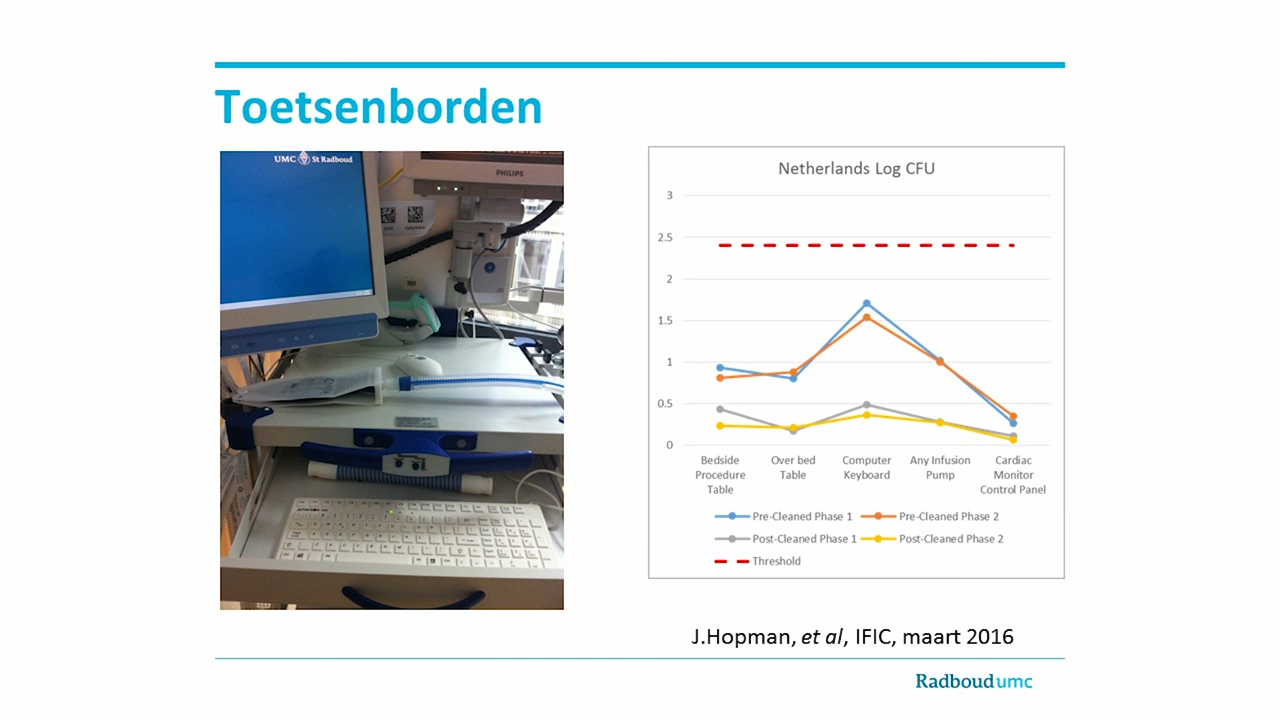 Toetsenborden
UMC St Radboud
PHILIPS
Netherlands Log CFU
3
2.5
2
1.5
1
0.5
0
Bedside Procedure Table
Over bed Table
Computer Keyboard
Any Infusion Pump
Cardiac Monitor Control Panel
Pre-Cleaned Phase 1
Pre-Cleaned Phase 2
Post-Cleaned Phase 1
Post-Cleaned Phase 2
Threshold
J.Hopman, et al, IFIC, maart 2016
Radboudumc